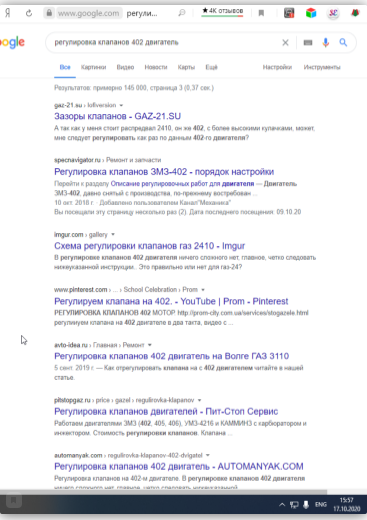 Я www.google.com регули... ★ 4К отзывов
ogle регулировка клапанов 402 двигатель
Все Картинки Видео Новости Карты Ещё Настройки Инструменты
Результатов: примерно 145 000, страница 3 (0,37 сек.)
gaz-21.su › lofiversion
Зазоры клапанов - GAZ-21.SU
А так как у меня стоит распредвал 2410, он же 402, с более высокими кулачками, может,
мне следует регулировать как раз по данным 402-го двигателя?
specnavigator.ru › Ремонт и запчасти
Регулировка клапанов ЗМЗ-402 - порядок настройки
Перейти к разделу Описание регулировочных работ для двигателя — Двигатель
ЗМЗ-402, давно снятый с производства, по-прежнему востребован ...
10 окт. 2018 г. · Добавлено пользователем Канал"Механика"
Вы посещали эту страницу несколько раз (2). Дата последнего посещения: 09.10.20
imgur.com › gallery
Схема регулировки клапанов газ 2410 - Imgur
В регулировке клапанов 402 двигателя ничего сложного нет, главное, четко следовать
нижеуказанной инструкции.. Это правильно или нет для газ-24?
www.pinterest.com › ... › School Celebration › Prom
Регулируем клапана на 402. - YouTube | Prom - Pinterest
РЕГУЛИРОВКА КЛАПАНОВ 402 МОТОР http://prom-city.com.ua/services/stogazele.html
регулируем клапана на 402 двигателе в два такта, видео с ...
avto-idea.ru › Главная › Ремонт
Регулировка клапанов 402 двигатель на Волге ГАЗ 3110
5 сент. 2019 г. — Как отрегулировать клапана на с 402 двигателем читайте в нашей
статье.
pitstopgaz.ru › price › gazel › regulirovka-klapanov
Регулировка клапанов двигателей - Пит-Стоп Сервис
Работаем двигателями ЗМЗ (402, 405, 406), УМЗ-4216 и КАММИНЗ с карбюратором и
инжектором. Стоимость регулировки клапанов. Клапана ...
automanyak.com › regulirovka-klapanov-402-dvigatel
Регулировка клапанов 402 двигатель - AUTOMANYAK.COM
Регулировка клапанов на 402-м двигателе. В регулировке клапанов 402 двигателя
ничего сложного нет, главное, четко следовать нижеуказанной
ENG 15:57
17.10.2020